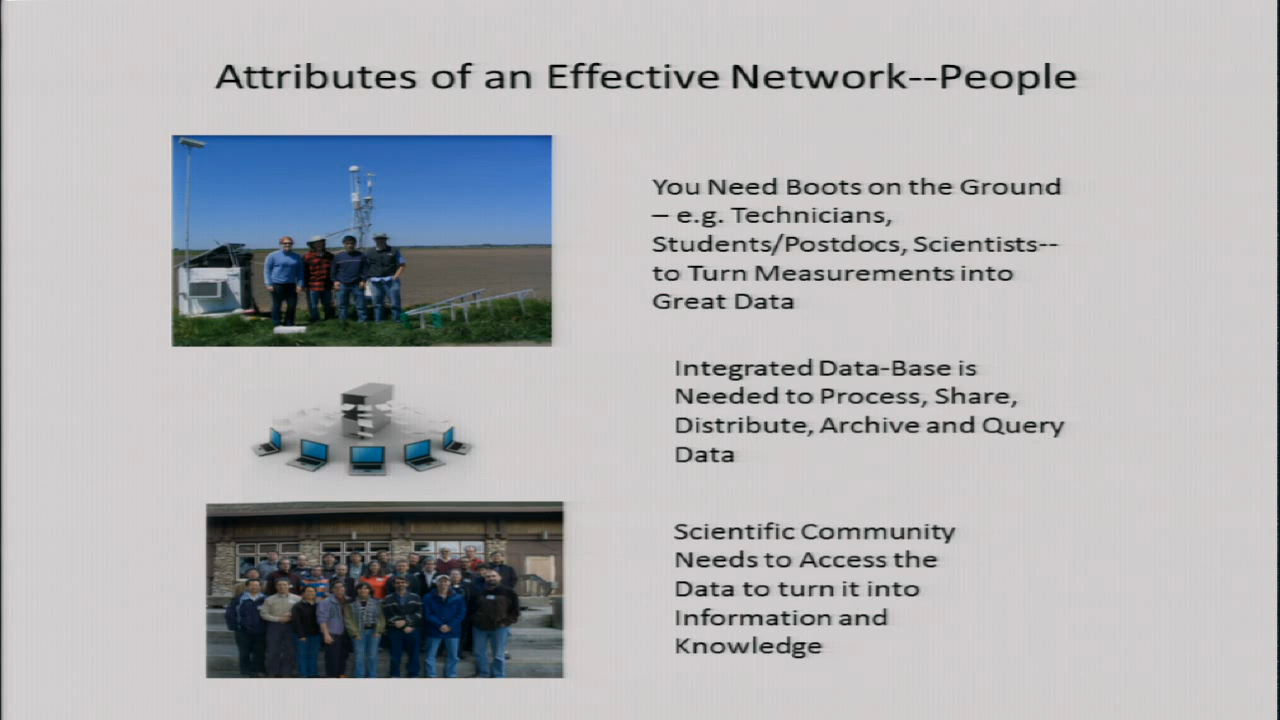 Attributes of an Effective Network--People
You Need Boots on the Ground
– e.g. Technicians,
Students/Postdocs, Scientists--
to Turn Measurements into
Great Data
Integrated Data-Base is
Needed to Process, Share,
Distribute, Archive and Query
Data
Scientific Community
Needs to Access the
Data to turn it into
Information and
Knowledge